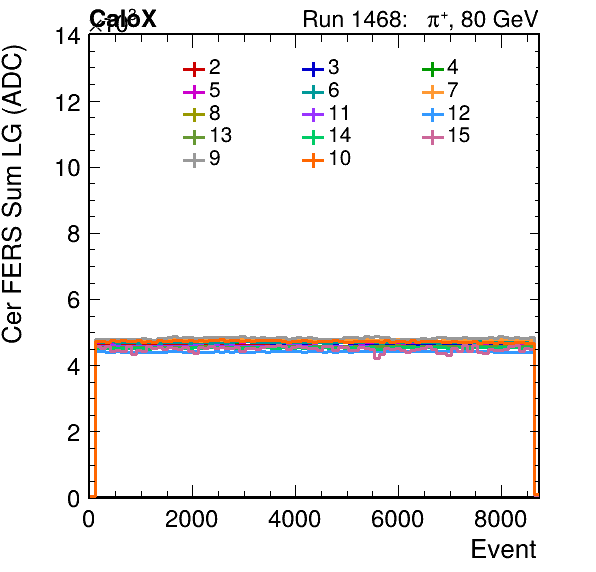 CaloX Run 1468: π+, 80 GeV
×10³
14
12
10
8
6
4
2
0
2 3 4
5 6 7
8 11 12
13 14 15
9 10
0 2000 4000 6000 8000
Cer FERS Sum LG (ADC)
Event